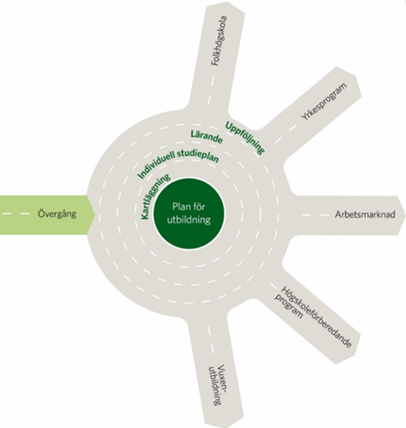 Folkhögskola
Yrkesprogram
Uppföljning
Lärande
Individuell studieplan
Kartläggning
Plan för
utbildning
Övergång
Arbetsmarknad
Högskoleförberedande
program
Vuxen-
utbildning